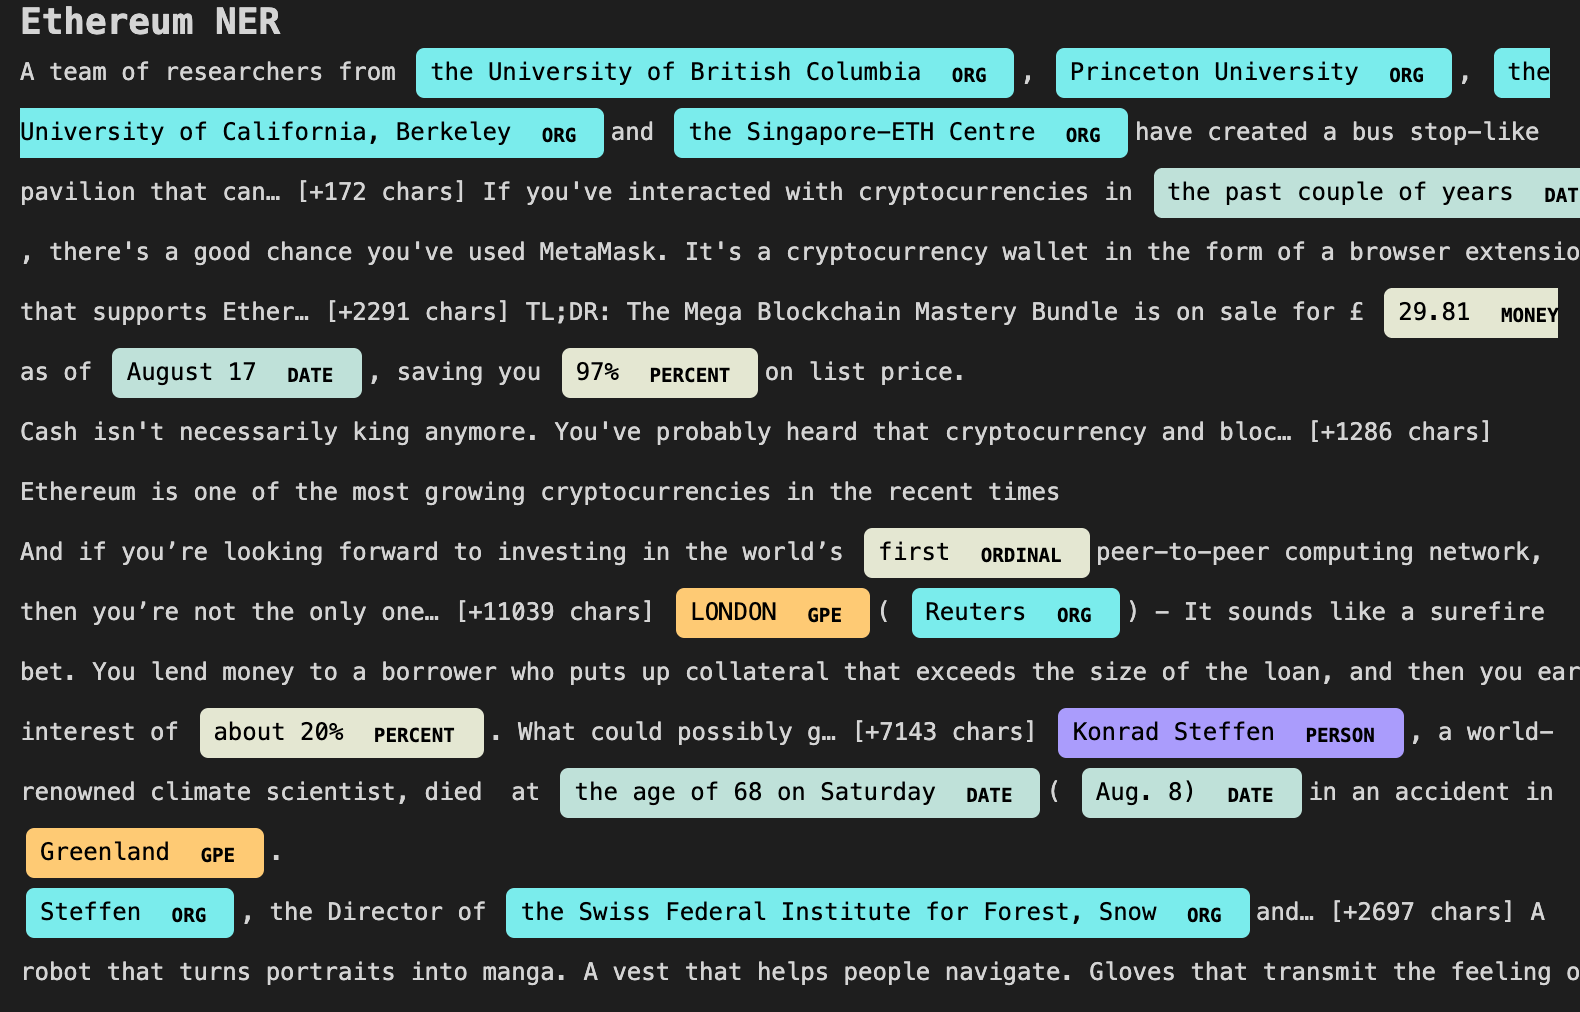 Ethereum NER
A team of researchers from the University of British Columbia ORG , Princeton University ORG , the
University of California, Berkeley ORG and the Singapore-ETH Centre ORG have created a bus stop-like
pavilion that can… [+172 chars] If you've interacted with cryptocurrencies in the past couple of years DAT
, there's a good chance you've used MetaMask. It's a cryptocurrency wallet in the form of a browser extensio
that supports Ether… [+2291 chars] TL;DR: The Mega Blockchain Mastery Bundle is on sale for £ 29.81 MONEY
as of August 17 DATE , saving you 97% PERCENT on list price.
Cash isn't necessarily king anymore. You've probably heard that cryptocurrency and bloc… [+1286 chars]
Ethereum is one of the most growing cryptocurrencies in the recent times
And if you’re looking forward to investing in the world’s first ORDINAL peer-to-peer computing network,
then you’re not the only one… [+11039 chars] LONDON GPE ( Reuters ORG ) - It sounds like a surefire
bet. You lend money to a borrower who puts up collateral that exceeds the size of the loan, and then you ear
interest of about 20% PERCENT . What could possibly g… [+7143 chars] Konrad Steffen PERSON , a world-
renowned climate scientist, died at the age of 68 on Saturday DATE ( Aug. 8) DATE in an accident in
Greenland GPE .
Steffen ORG , the Director of the Swiss Federal Institute for Forest, Snow ORG and… [+2697 chars] A
robot that turns portraits into manga. A vest that helps people navigate. Gloves that transmit the feeling o